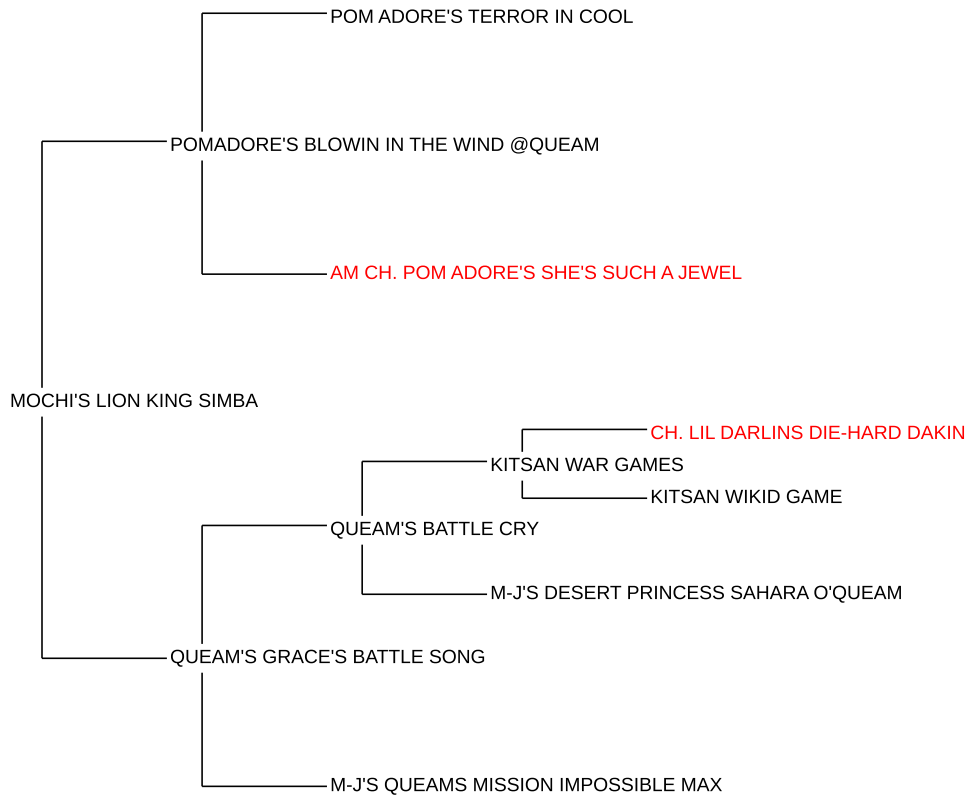 POM ADORE'S TERROR IN COOL
POMADORE'S BLOWIN IN THE WIND @QUEAM
AM CH. POM ADORE'S SHE'S SUCH A JEWEL
MOCHI'S LION KING SIMBA
CH. LIL DARLINS DIE-HARD DAKIN
KITSAN WAR GAMES
KITSAN WIKID GAME
QUEAM'S BATTLE CRY
M-J'S DESERT PRINCESS SAHARA O'QUEAM
QUEAM'S GRACE'S BATTLE SONG
M-J'S QUEAMS MISSION IMPOSSIBLE MAX